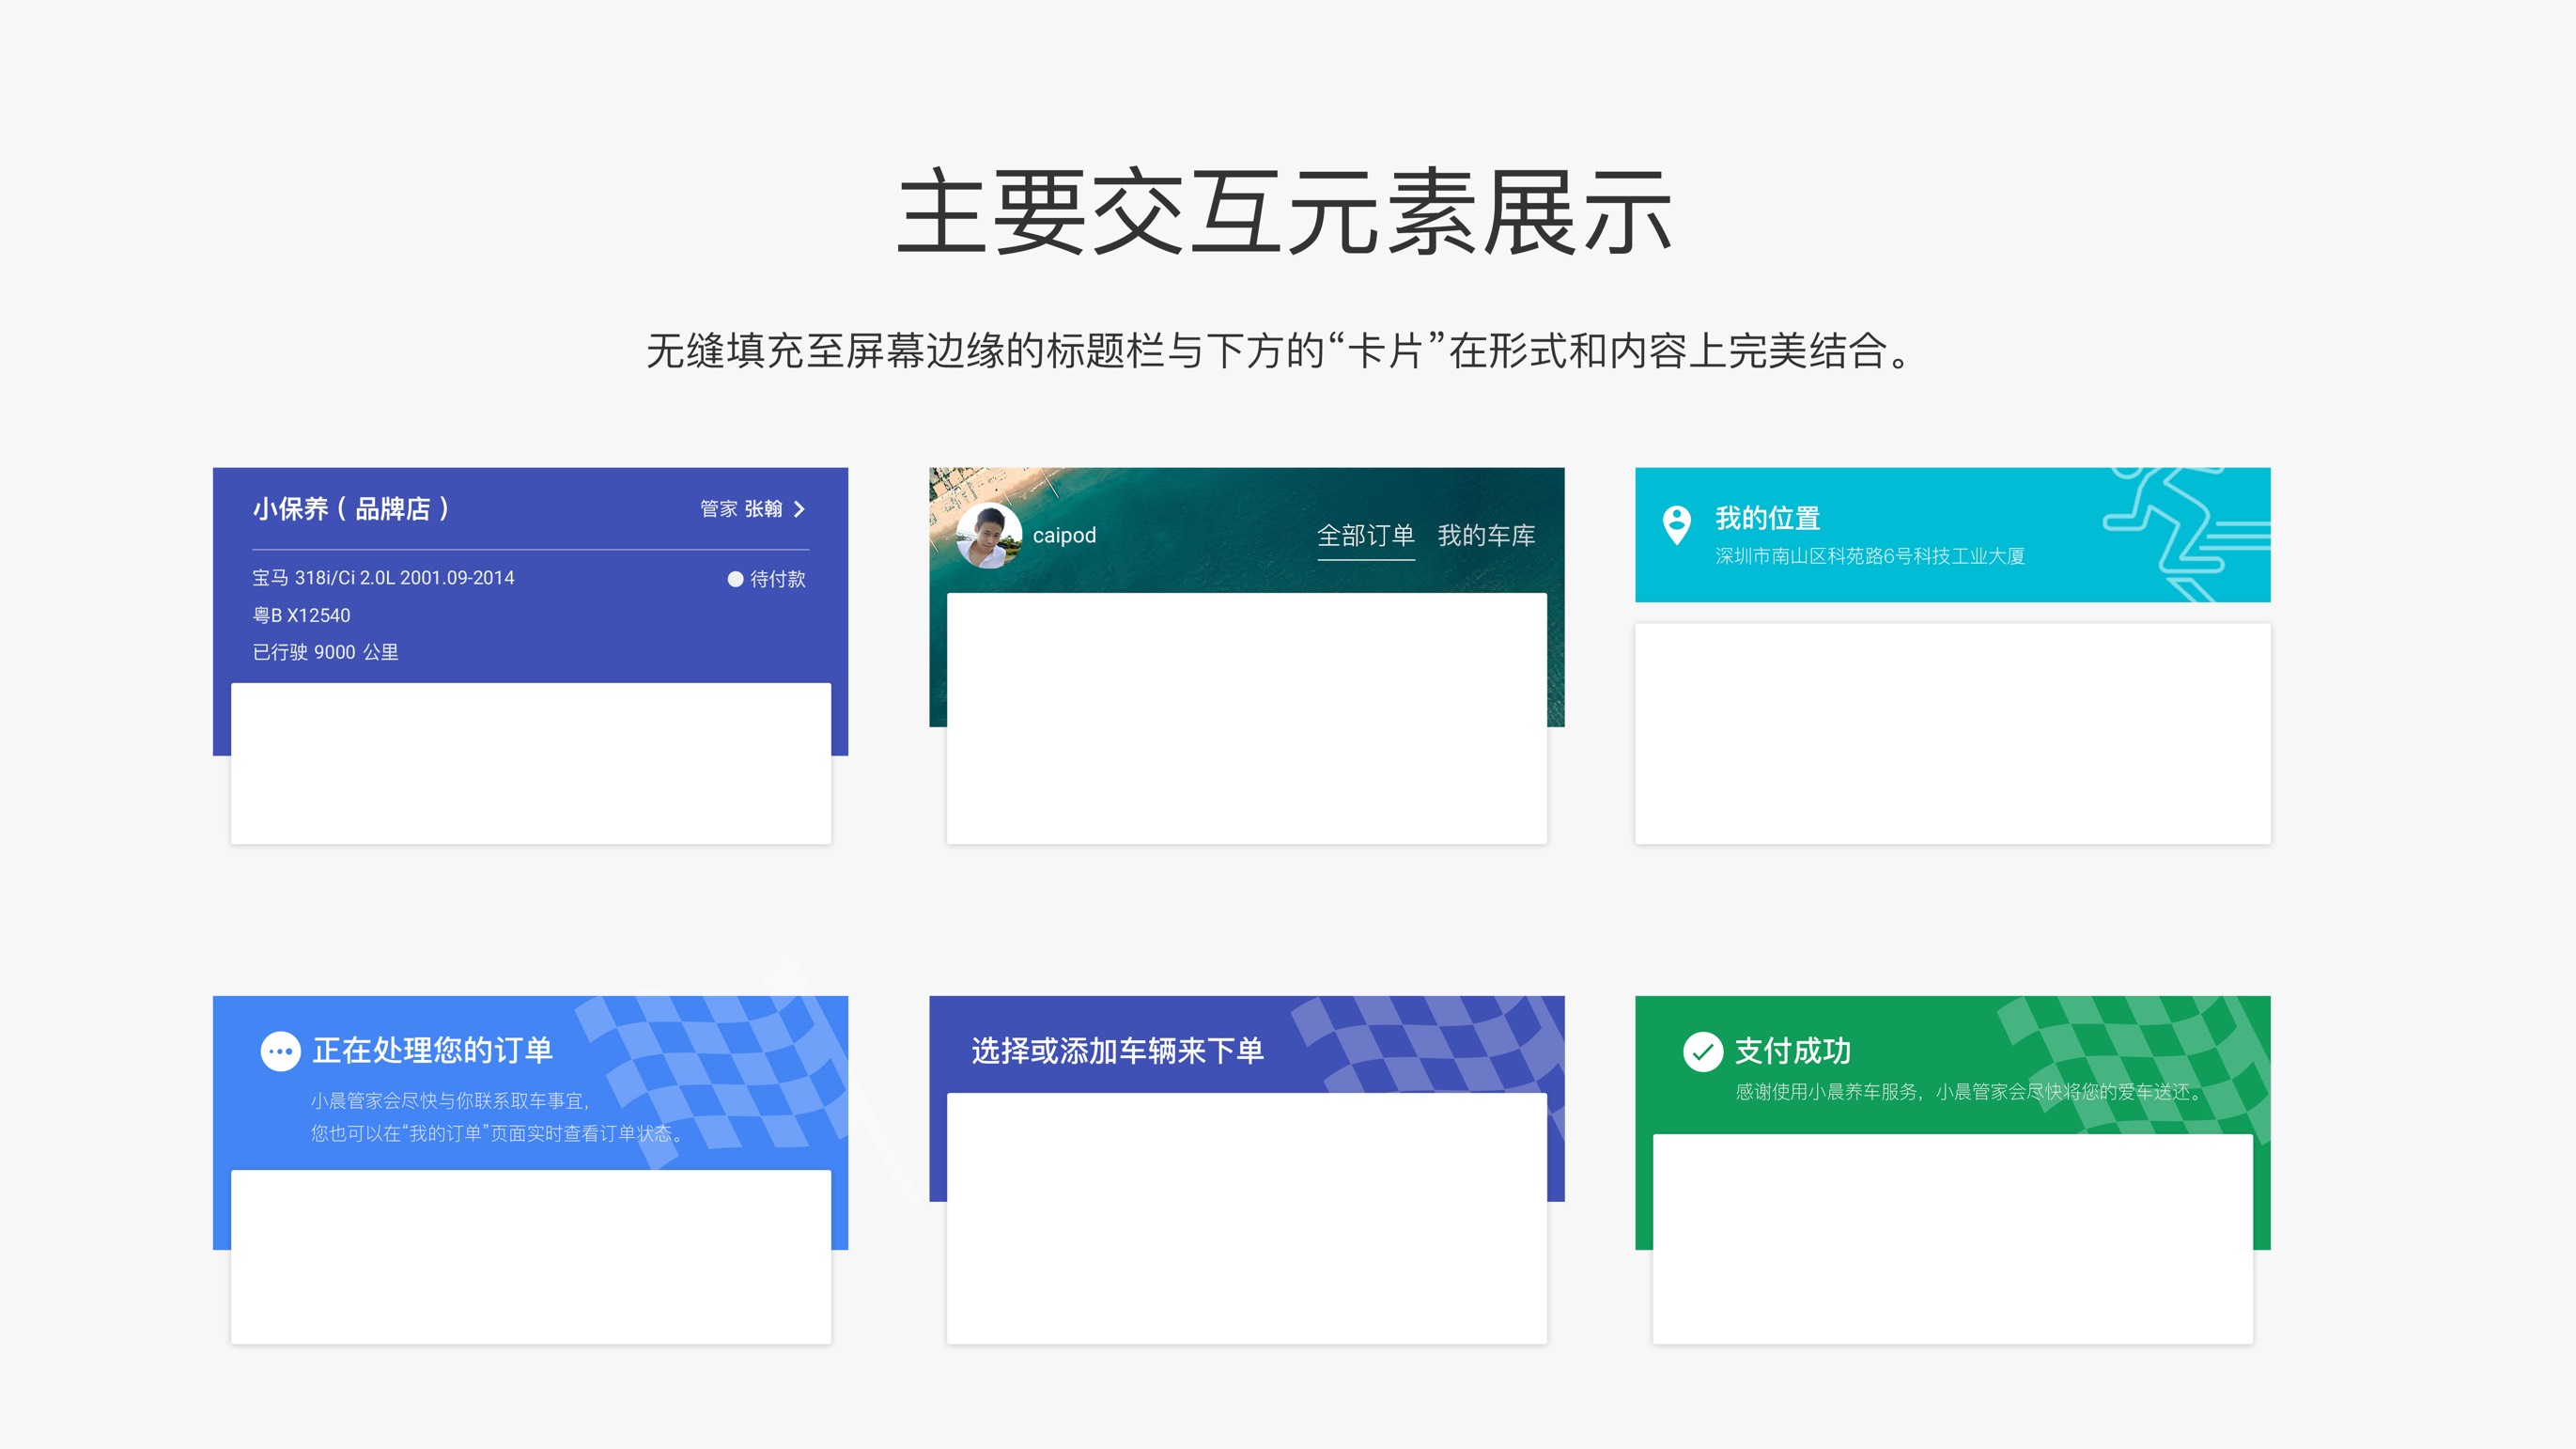 主要交互元素展示
无缝填充至屏幕边缘的标题栏与下方的“卡片”在形式和内容上完美结合。
小保养（品牌店）
管家 张翰
宝马 318i/Ci 2.0L 2001.09-2014
待付款
粤B X12540
已行驶 9000 公里
caipod
全部订单 我的车库
我的位置
深圳市南山区科苑路6号科技工业大厦
正在处理您的订单
小晨管家会尽快与你联系取车事宜，
您也可以在“我的订单”页面实时查看订单状态。
选择或添加车辆来下单
支付成功
感谢使用小晨养车服务，小晨管家会尽快将您的爱车送还。